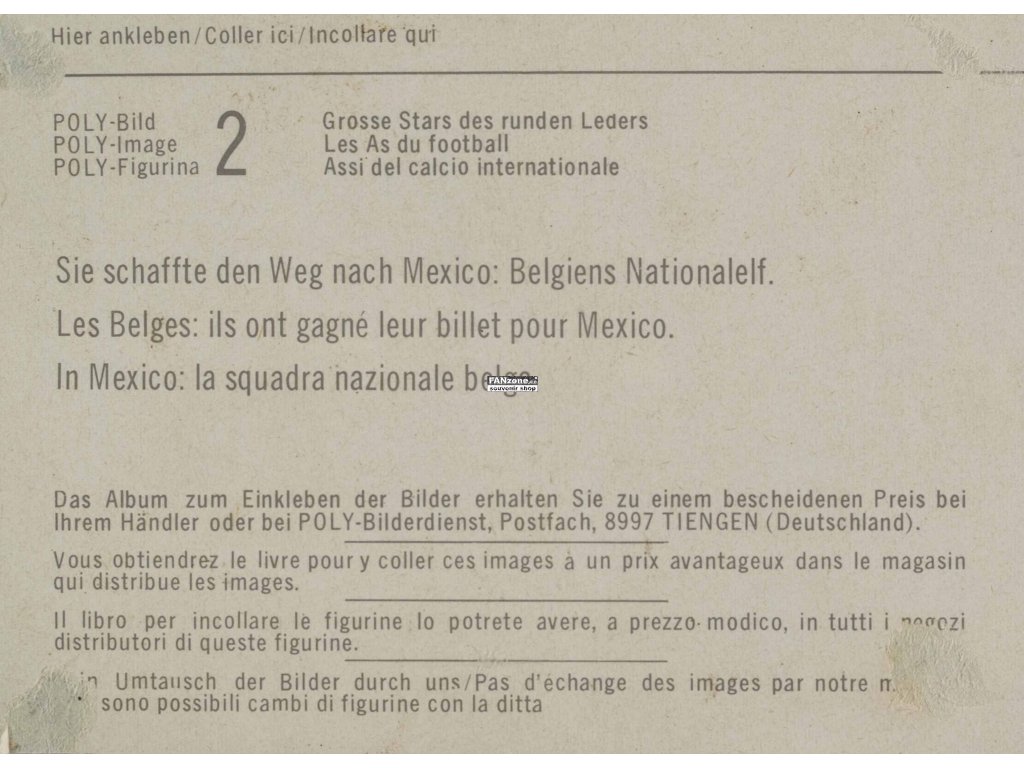 Hier ankleben/Coller ici/Incollare qui
POLY-Bild
POLY-Image
POLY-Figurina
2
Grosse Stars des runden Leders
Les As du football
Assi del calcio internationale
Sie schaffte den Weg nach Mexico: Belgiens Nationalelf.
Les Belges: ils ont gagné leur billet pour Mexico.
In Mexico: la squadra nazionale belga.
FANzone.cz
souvenir shop
Das Album zum Einkleben der Bilder erhalten Sie zu einem bescheidenen Preis bei
Ihrem Händler oder bei POLY-Bilderdienst, Postfach, 8997 TIENGEN (Deutschland).
Vous obtiendrez le livre pour y coller ces images à un prix avantageux dans le magasin
qui distribue les images.
Il libro per incollare le figurine lo potrete avere, a prezzo modico, in tutti i negozi
distributori di queste figurine.
Umtausch der Bilder durch uns/Pas d'échange des images par notre
sono possibili cambi di figurine con la ditta